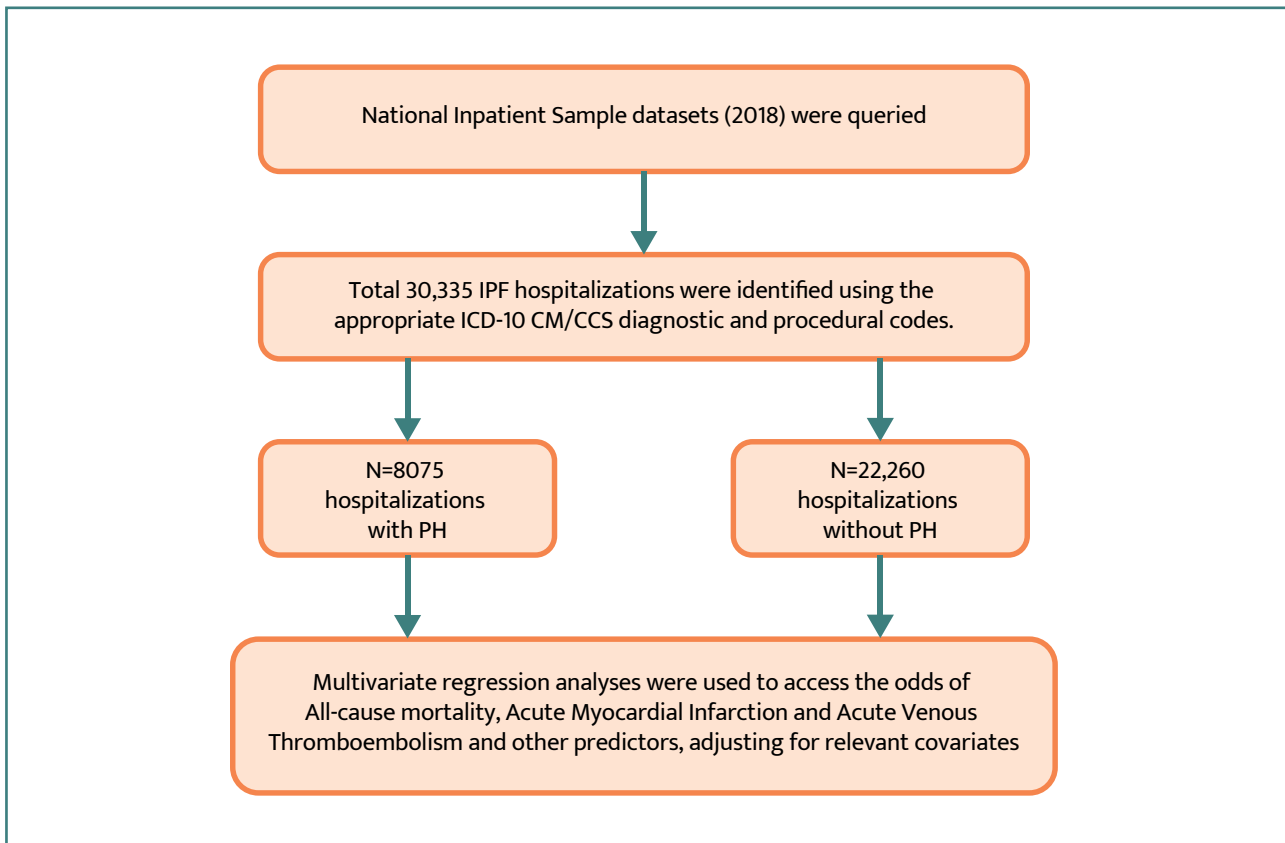 National Inpatient Sample datasets (2018) were queried
Total 30,335 IPF hospitalizations were identified using the
appropriate ICD-10 CM/CCS diagnostic and procedural codes.
N=8075
hospitalizations
with PH
N=22,260
hospitalizations
without PH
Multivariate regression analyses were used to access the odds of
All-cause mortality, Acute Myocardial Infarction and Acute Venous
Thromboembolism and other predictors, adjusting for relevant covariates